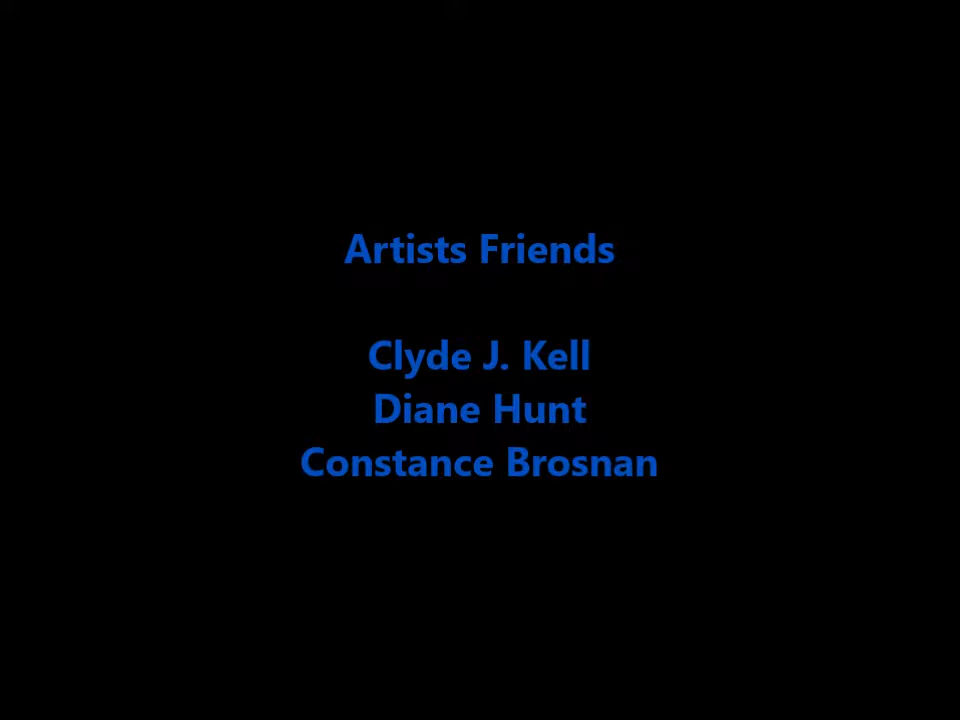 Artists Friends
Clyde J. Kell
Diane Hunt
Constance Brosnan